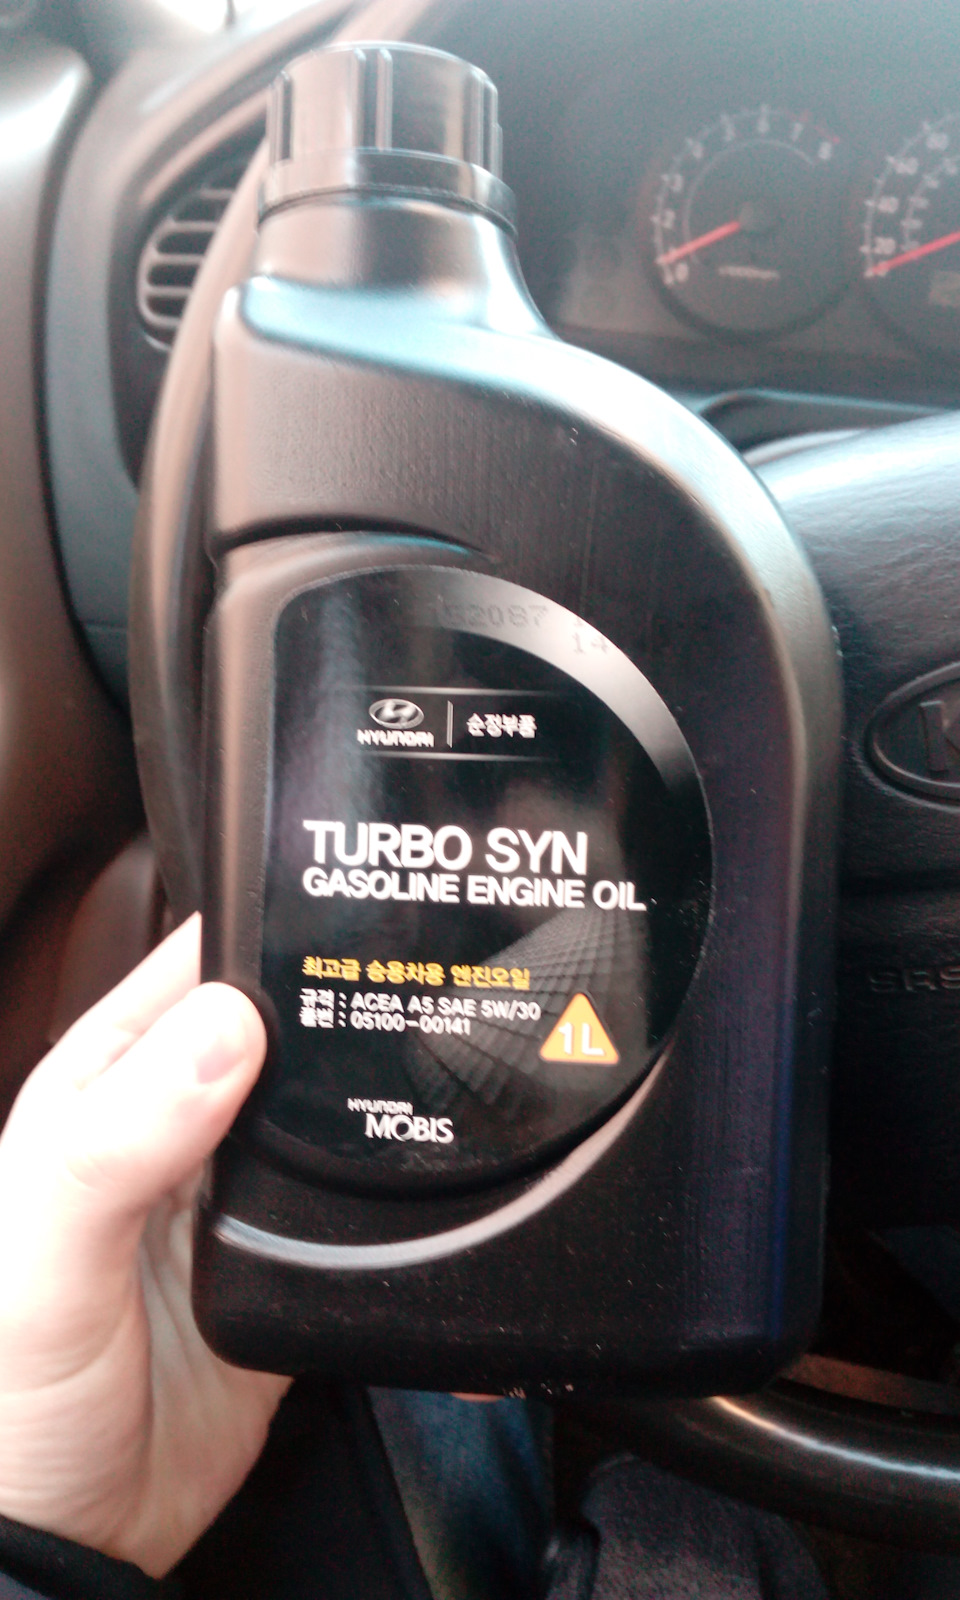 HYUNDAI 순정부품
TURBO SYN
GASOLINE ENGINE OIL
최고급 승용차용 엔진오일
규격 : ACEA A5 SAE 5W/30
품번 : 05100-00141
1L
HYUNDAI
MOBIS
SRS